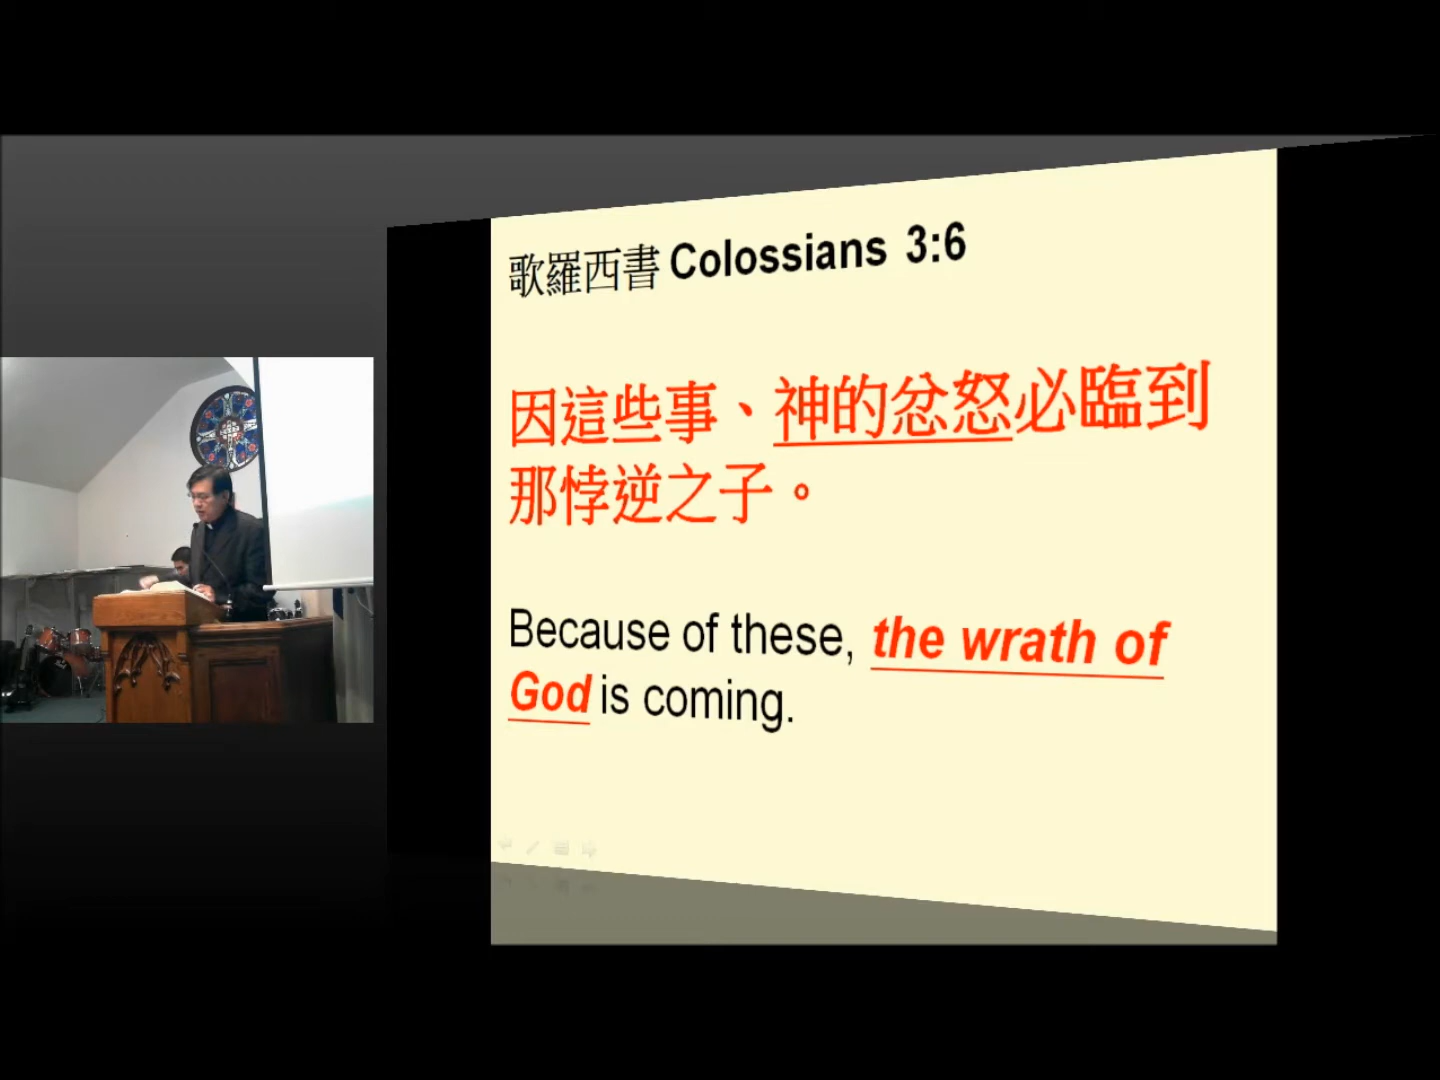 歌羅西書 Colossians 3:6
因這些事、神的忿怒必臨到
那悖逆之子。
Because of these, the wrath of
God is coming.